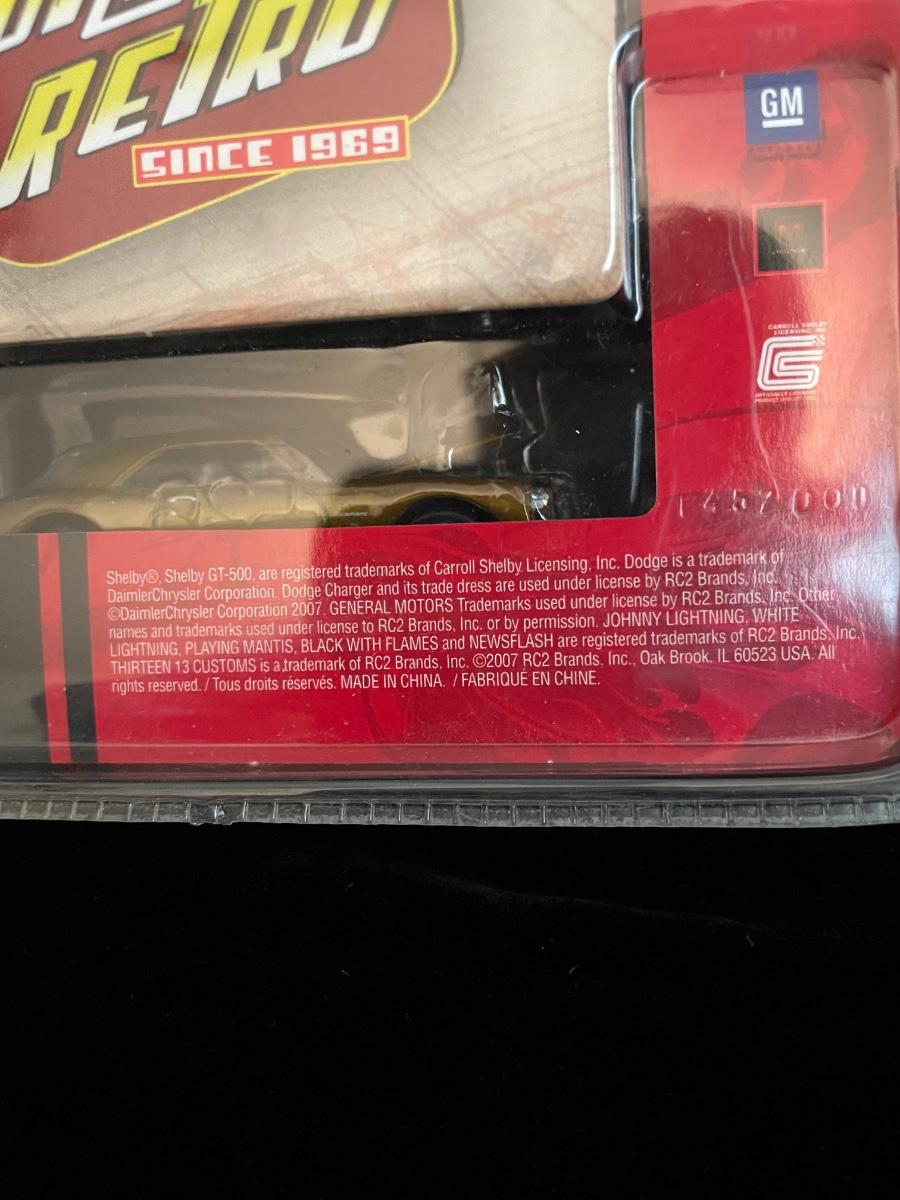 RETRO
SINCE 1969
GM
CARROLL SHELBY
LICENSING, INC.
Shelby®, Shelby GT-500, are registered trademarks of Carroll Shelby Licensing, Inc. Dodge is a trademark of
DaimlerChrysler Corporation. Dodge Charger and its trade dress are used under license by RC2 Brands, Inc.
©DaimlerChrysler Corporation 2007. GENERAL MOTORS Trademarks used under license by RC2 Brands, Inc. Other
names and trademarks used under license to RC2 Brands, Inc. or by permission. JOHNNY LIGHTNING, WHITE
LIGHTNING, PLAYING MANTIS, BLACK WITH FLAMES and NEWSFLASH are registered trademarks of RC2 Brands, Inc.
THIRTEEN 13 CUSTOMS is a trademark of RC2 Brands, Inc. ©2007 RC2 Brands, Inc., Oak Brook. IL 60523 USA. All
rights reserved. / Tous droits réservés. MADE IN CHINA. / FABRIQUÉ EN CHINE.